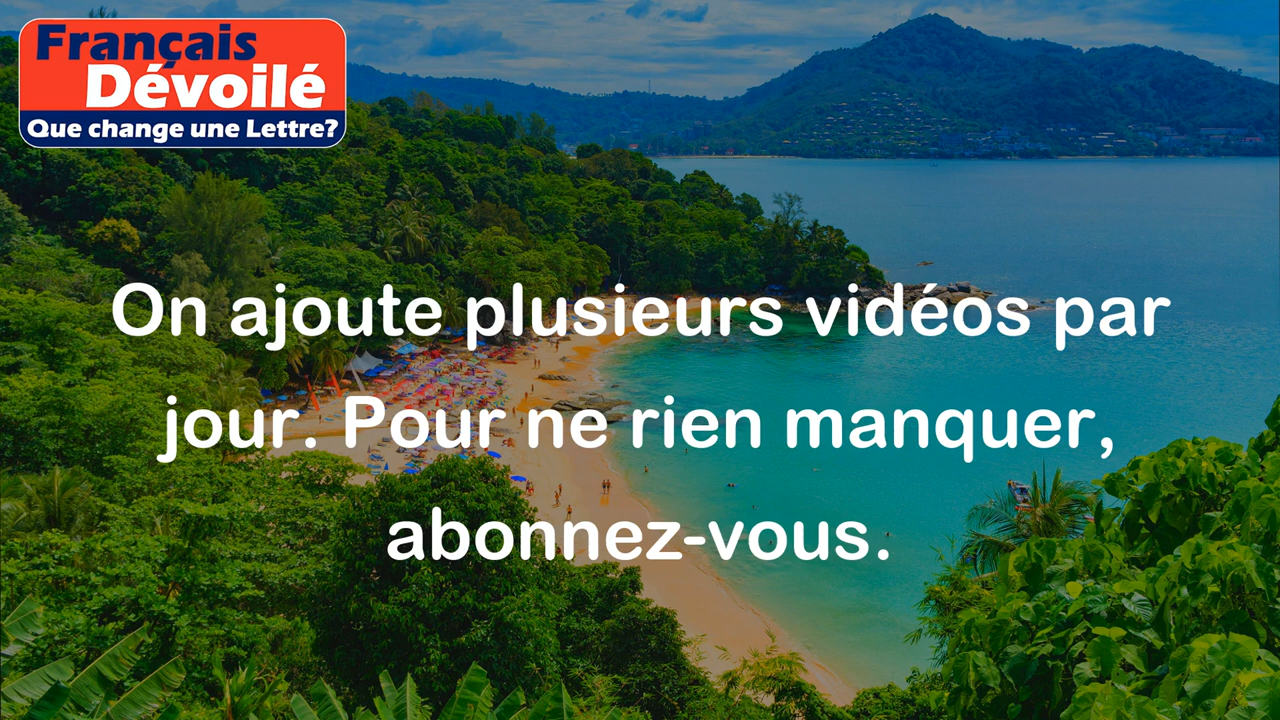 Français
Dévoilé
Que change une Lettre?
On ajoute plusieurs vidéos par
jour. Pour ne rien manquer,
abonnez-vous.